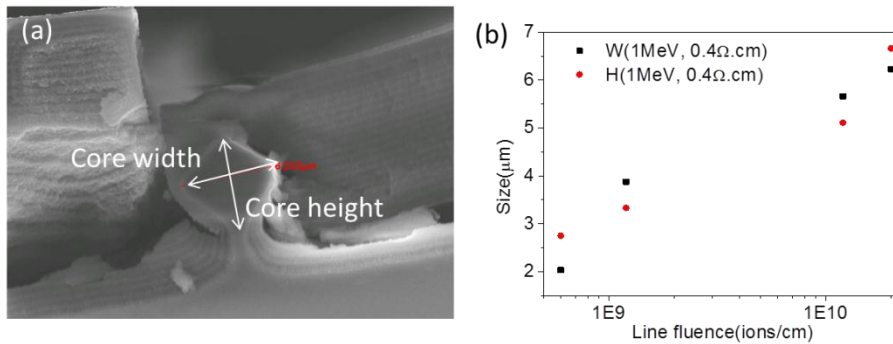 (a)
Core width
Core height
(b)
W(1MeV, 0.4Ω.cm)
H(1MeV, 0.4Ω.cm)
Size(μm)
7
6
5
4
3
2
1E9
1E10
Line fluence(ions/cm)